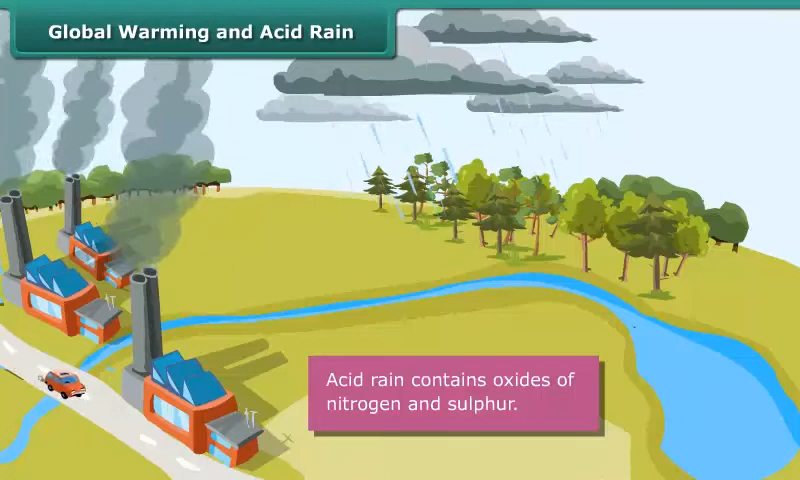 Global Warming and Acid Rain
Acid rain contains oxides of
nitrogen and sulphur.